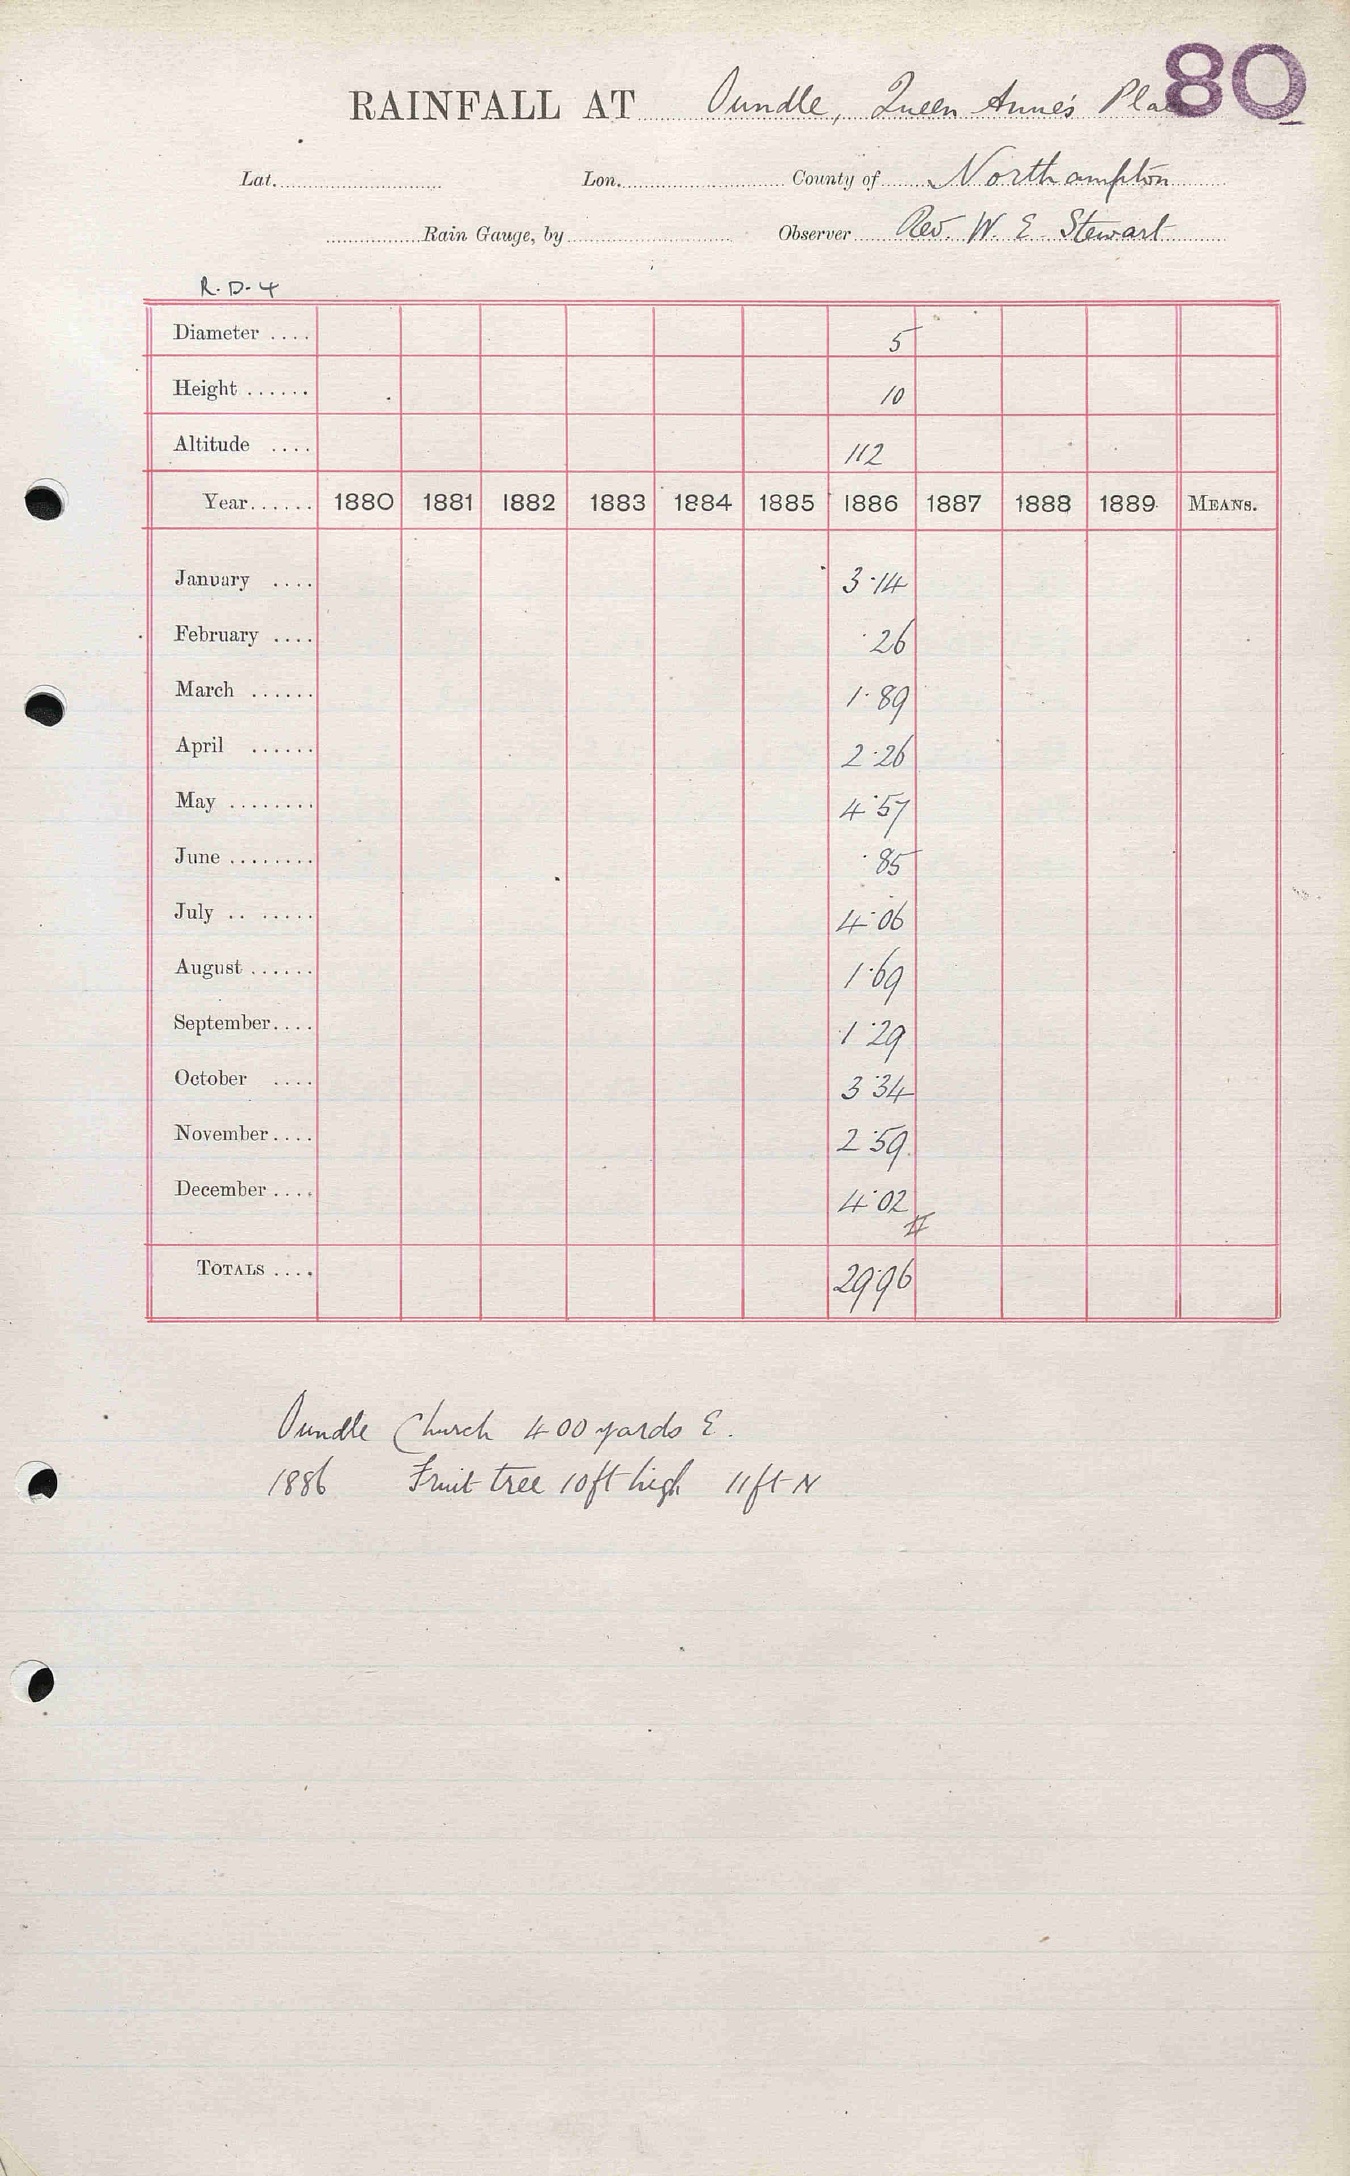 80
RAINFALL AT Oundle, Queen Anne's Place
Lat. Lon. County of Northampton
Rain Gauge, by Observer Rev. W. E. Stewart
R. D. 4
Diameter .... 5
Height ...... 10
Altitude .... 112
Year...... 1880 1881 1882 1883 1884 1885 1886 1887 1888 1889 MEANS.
January .... 3.14
February .... .26
March ...... 1.89
April ...... 2.26
May ........ 4.57
June ........ .85
July .. ..... 4.06
August ...... 1.69
September.... 1.29
October .... 3.34
November.... 2.59
December .... 4.02
TOTALS .... 29.96
Oundle Church 400 yards E.
1886 Fruit tree 10ft high 11ft N